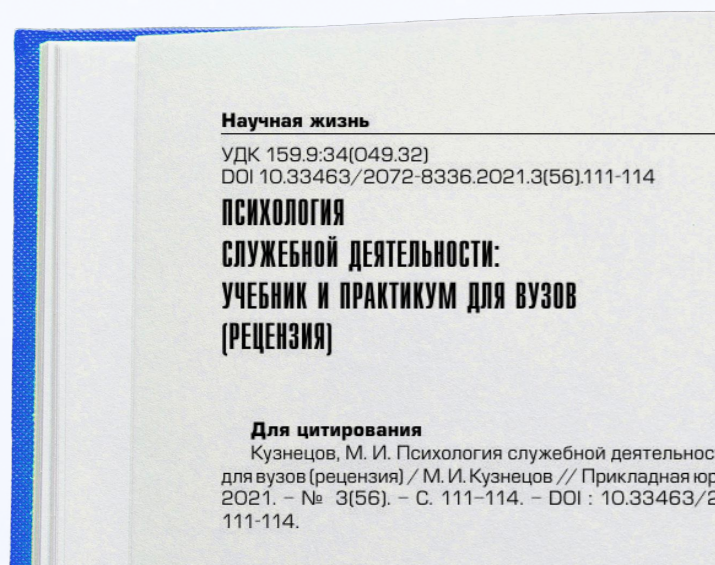 Научная жизнь
УДК 159.9:34(049.32)
DOI 10.33463/2072-8336.2021.3(56).111-114
ПСИХОЛОГИЯ
СЛУЖЕБНОЙ ДЕЯТЕЛЬНОСТИ:
УЧЕБНИК И ПРАКТИКУМ ДЛЯ ВУЗОВ
(РЕЦЕНЗИЯ)
Для цитирования
Кузнецов, М. И. Психология служебной деятельнос
для вузов (рецензия) / М. И. Кузнецов // Прикладная юр
2021. – № 3(56). – С. 111–114. – DOI : 10.33463/2
111-114.